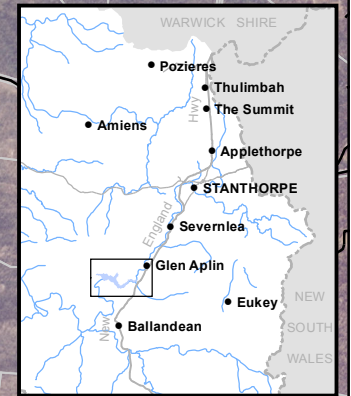 WARWICK SHIRE
Pozieres
Thulimbah
Hwy
The Summit
Amiens
Applethorpe
STANTHORPE
England
Severnlea
Glen Aplin
Eukey
NEW
SOUTH
WALES
New
Ballandean